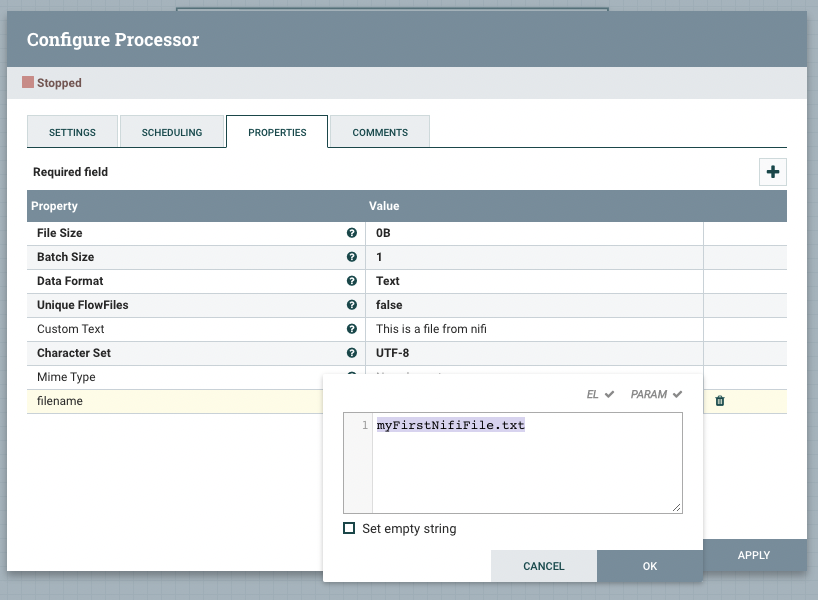 Configure Processor
Stopped
SETTINGS SCHEDULING PROPERTIES COMMENTS
Required field
Property Value
File Size 0B
Batch Size 1
Data Format Text
Unique FlowFiles false
Custom Text This is a file from nifi
Character Set UTF-8
Mime Type
filename
EL PARAM
1 myFirstNifiFile.txt
Set empty string
CANCEL OK APPLY